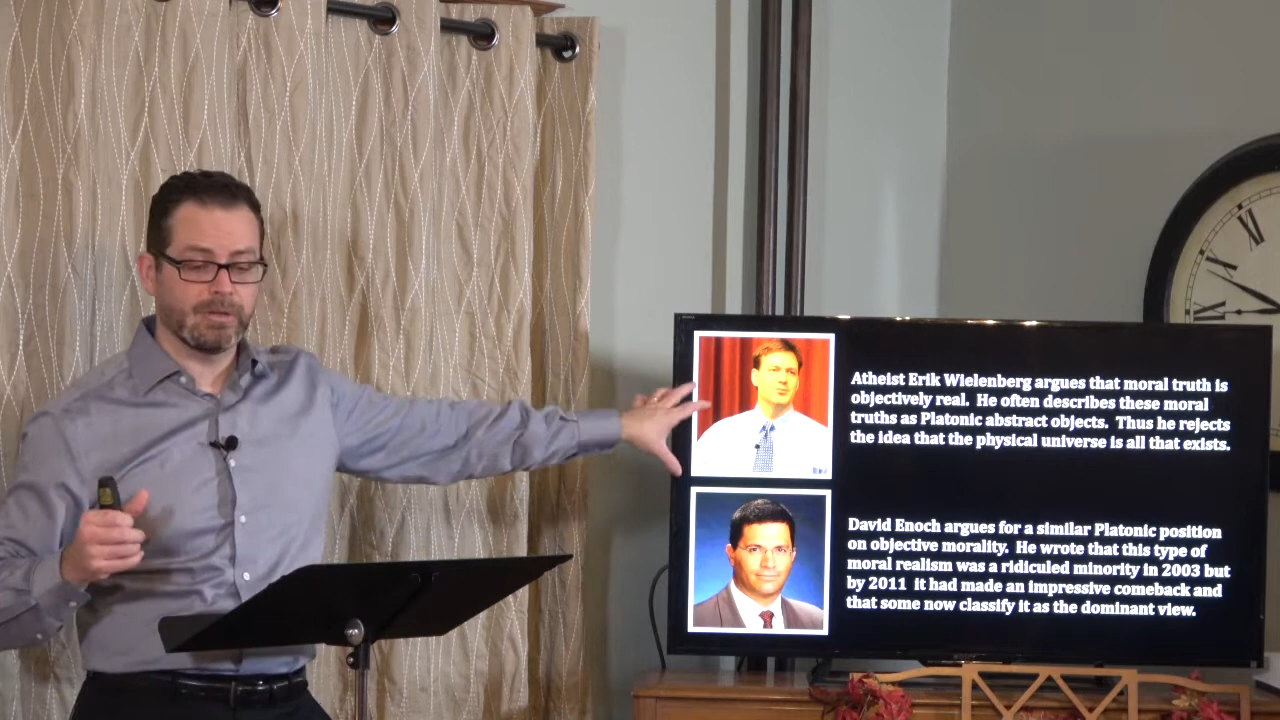 Atheist Erik Wielenberg argues that moral truth is
objectively real. He often describes these moral
truths as Platonic abstract objects. Thus he rejects
the idea that the physical universe is all that exists.
David Enoch argues for a similar Platonic position
on objective morality. He wrote that this type of
moral realism was a ridiculed minority in 2003 but
by 2011 it had made an impressive comeback and
that some now classify it as the dominant view.